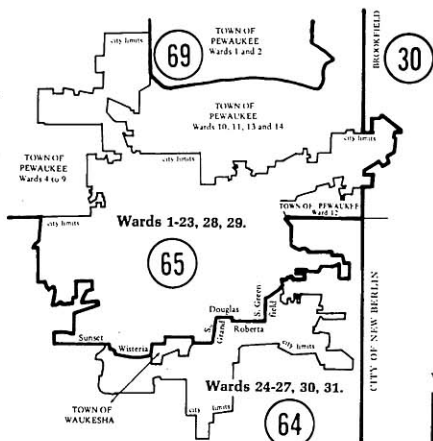 city limits
69
TOWN OF
PEWAUKEE
Wards 1 and 2
BROOKFIELD
30
TOWN OF
PEWAUKEE
Wards 10, 11, 13 and 14
city limits
TOWN OF
PEWAUKEE
Wards 4 to 9
city limits
city limits
TOWN OF PEWAUKEE
Ward 12
Wards 1-23, 28, 29.
65
Douglas
S. Grand
Roberta
S. Green
field
Sunset
Wisteria
city limits
CITY OF NEW BERLIN
TOWN OF
WAUKESHA
Wards 24-27, 30, 31.
city limits
64